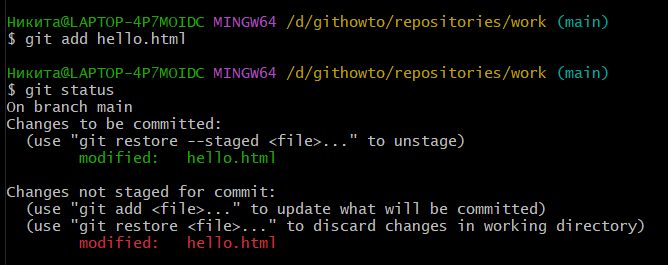 Никита@LAPTOP-4P7MOIDC MINGW64 /d/githowto/repositories/work (main)
$ git add hello.html
Никита@LAPTOP-4P7MOIDC MINGW64 /d/githowto/repositories/work (main)
$ git status
On branch main
Changes to be committed:
  (use "git restore --staged <file>..." to unstage)
        modified:   hello.html
Changes not staged for commit:
  (use "git add <file>..." to update what will be committed)
  (use "git restore <file>..." to discard changes in working directory)
        modified:   hello.html